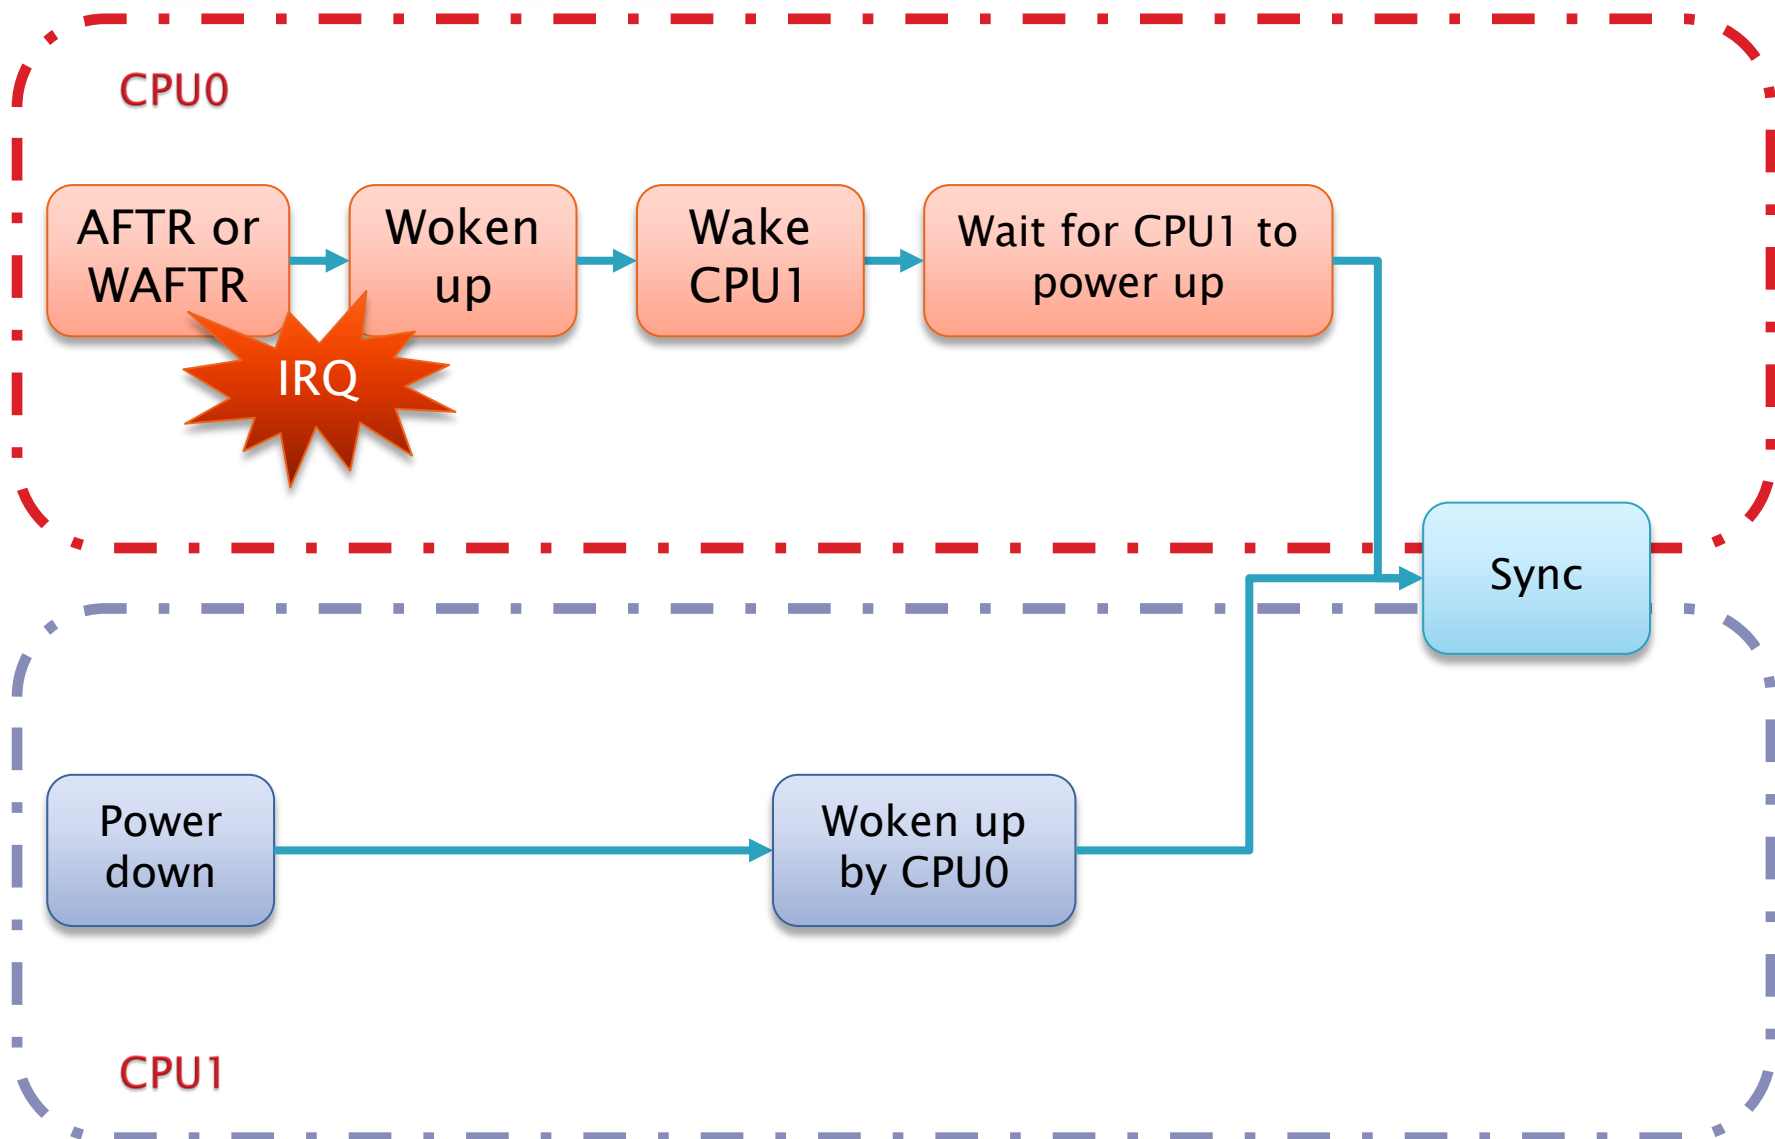 CPU0
AFTR or
WAFTR
Woken
up
Wake
CPU1
Wait for CPU1 to
power up
IRQ
Sync
Power
down
Woken up
by CPU0
CPU1